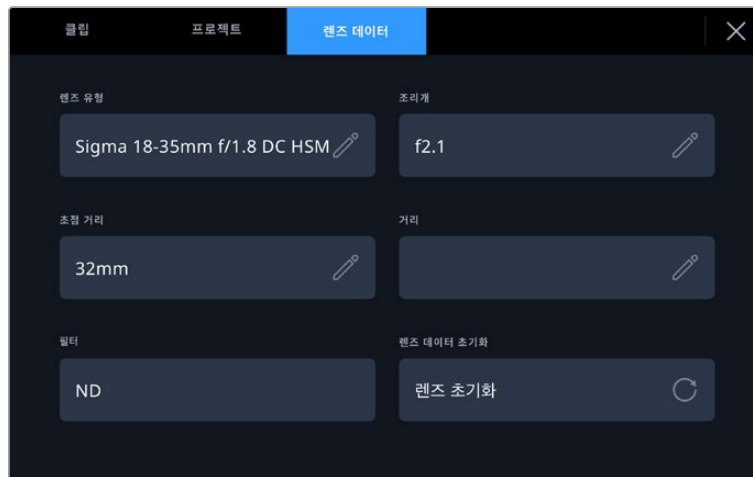 클립
프로젝트
렌즈 데이터
렌즈 유형
조리개
Sigma 18-35mm f/1.8 DC HSM
f2.1
초점 거리
거리
32mm
필터
렌즈 데이터 초기화
ND
렌즈 초기화